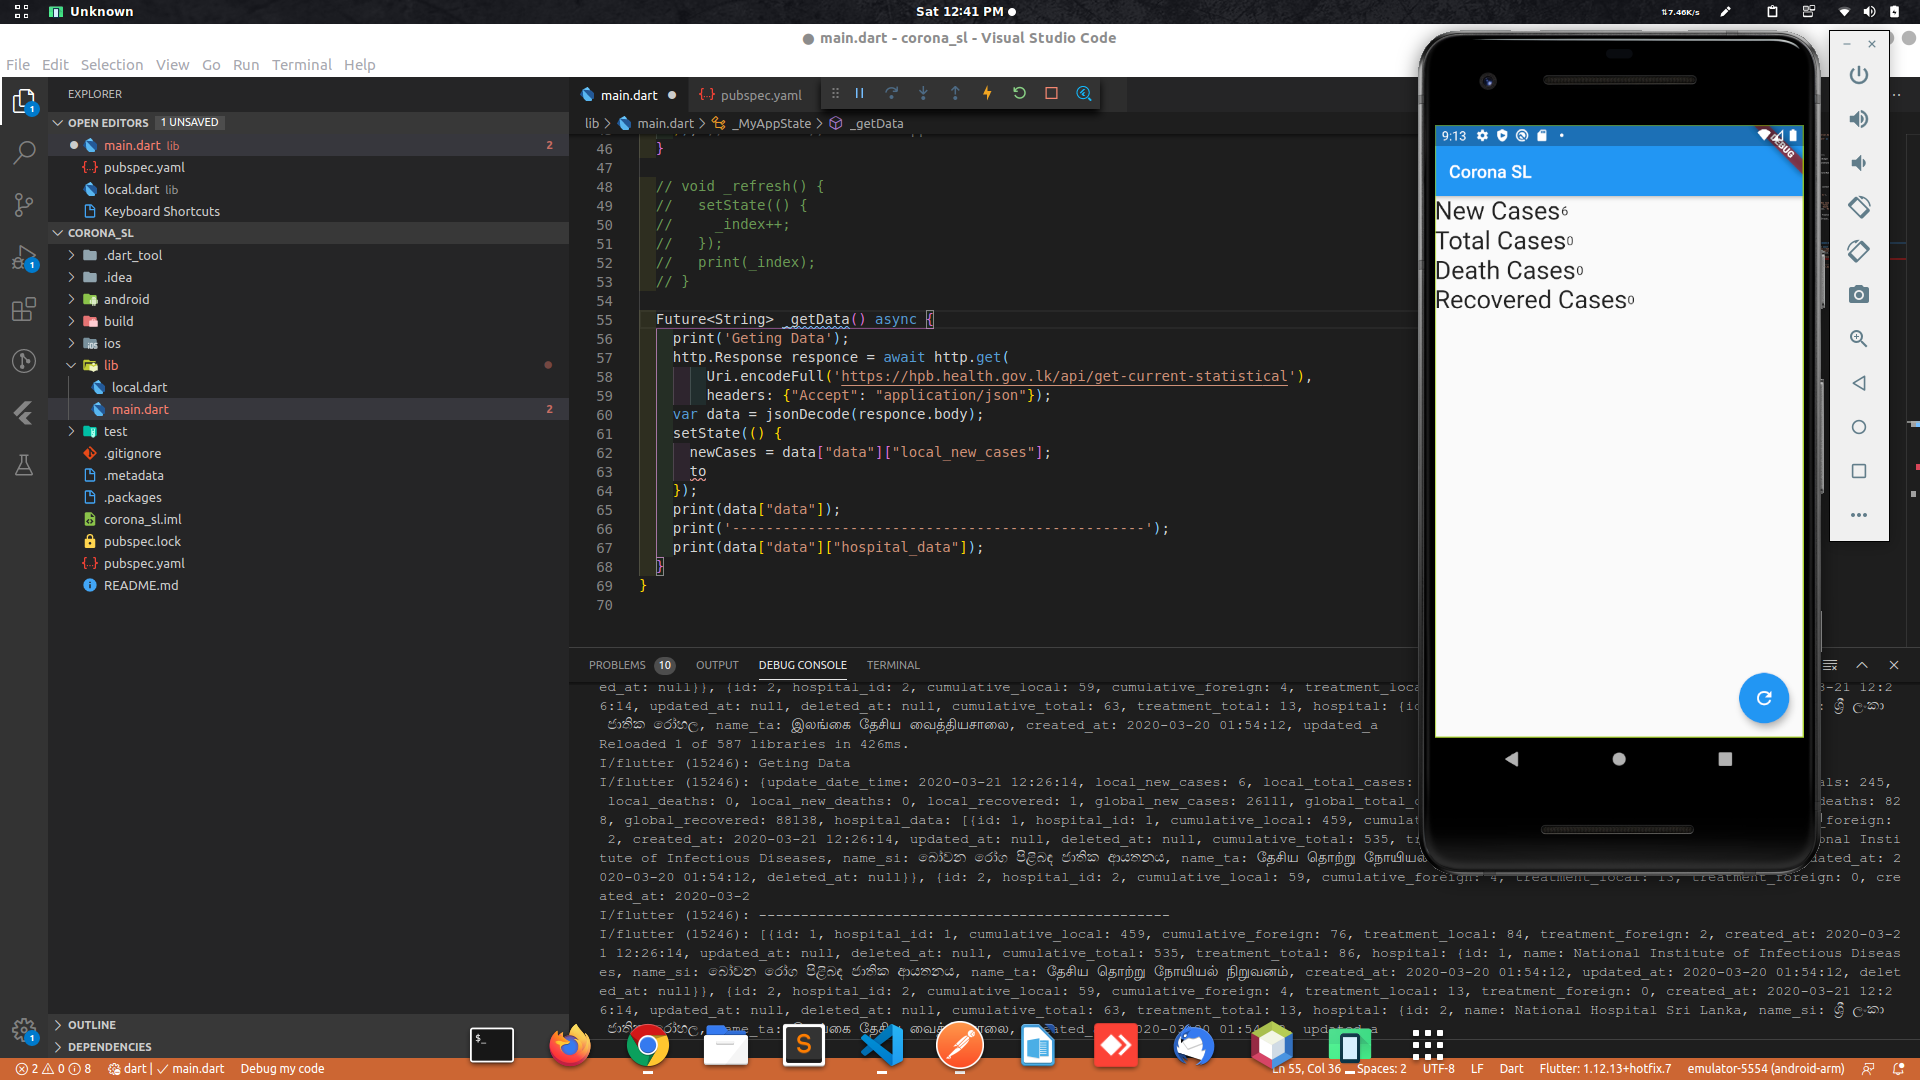 Unknown
Sat 12:41 PM
7.46K/s
main.dart - corona_sl - Visual Studio Code
File Edit Selection View Go Run Terminal Help
EXPLORER
OPEN EDITORS 1 UNSAVED
main.dart lib 2
pubspec.yaml
local.dart lib
Keyboard Shortcuts
CORONA_SL
.dart_tool
.idea
android
build
ios
lib
local.dart
main.dart 2
test
.gitignore
.metadata
.packages
corona_sl.iml
pubspec.lock
pubspec.yaml
README.md
OUTLINE
DEPENDENCIES
main.dart
pubspec.yaml
lib > main.dart > _MyAppState > _getData
46 }
47
48 // void _refresh() {
49 //   setState(() {
50 //     _index++;
51 //   });
52 //   print(_index);
53 // }
54
55 Future<String> _getData() async {
56 print('Geting Data');
57 http.Response responce = await http.get(
58 Uri.encodeFull('https://hpb.health.gov.lk/api/get-current-statistical'),
59 headers: {"Accept": "application/json"});
60 var data = jsonDecode(responce.body);
61 setState(() {
62 newCases = data["data"]["local_new_cases"];
63 to
64 });
65 print(data["data"]);
66 print('-------------------------------------------------');
67 print(data["data"]["hospital_data"]);
68 }
69 }
70
PROBLEMS 10 OUTPUT DEBUG CONSOLE TERMINAL
ed_at: null}}, {id: 2, hospital_id: 2, cumulative_local: 59, cumulative_foreign: 4, treatment_loca 3-21 12:2
6:14, updated_at: null, deleted_at: null, cumulative_total: 63, treatment_total: 13, hospital: {id : ශ්‍රී ලංකා
ජාතික රෝහල, name_ta: இலங்கை தேசிய வைத்தியசாலை, created_at: 2020-03-20 01:54:12, updated_a
Reloaded 1 of 587 libraries in 426ms.
I/flutter (15246): Geting Data
I/flutter (15246): {update_date_time: 2020-03-21 12:26:14, local_new_cases: 6, local_total_cases: als: 245,
local_deaths: 0, local_new_deaths: 0, local_recovered: 1, global_new_cases: 26111, global_total_c deaths: 82
8, global_recovered: 88138, hospital_data: [{id: 1, hospital_id: 1, cumulative_local: 459, cumulat _foreign:
2, created_at: 2020-03-21 12:26:14, updated_at: null, deleted_at: null, cumulative_total: 535, tr onal Insti
tute of Infectious Diseases, name_si: බෝවන රෝග පිළිබඳ ජාතික ආයතනය, name_ta: தேசிய தொற்று நோயியல் dated_at: 2
020-03-20 01:54:12, deleted_at: null}}, {id: 2, hospital_id: 2, cumulative_local: 59, cumulative_foreign: 4, treatment_local: 13, treatment_foreign: 0, cre
ated_at: 2020-03-2
I/flutter (15246): -------------------------------------------------
I/flutter (15246): [{id: 1, hospital_id: 1, cumulative_local: 459, cumulative_foreign: 76, treatment_local: 84, treatment_foreign: 2, created_at: 2020-03-2
1 12:26:14, updated_at: null, deleted_at: null, cumulative_total: 535, treatment_total: 86, hospital: {id: 1, name: National Institute of Infectious Diseas
es, name_si: බෝවන රෝග පිළිබඳ ජාතික ආයතනය, name_ta: தேசிய தொற்று நோயியல் நிறுவனம், created_at: 2020-03-20 01:54:12, updated_at: 2020-03-20 01:54:12, delet
ed_at: null}}, {id: 2, hospital_id: 2, cumulative_local: 59, cumulative_foreign: 4, treatment_local: 13, treatment_foreign: 0, created_at: 2020-03-21 12:2
6:14, updated_at: null, deleted_at: null, cumulative_total: 63, treatment_total: 13, hospital: {id: 2, name: National Hospital Sri Lanka, name_si: ශ්‍රී ලංකා
ජාතික රෝහල, 2020-03-20 updated_a
9:13
DEBUG
Corona SL
New Cases6
Total Cases0
Death Cases0
Recovered Cases0
2 0 8 dart | main.dart Debug my code
Ln 55, Col 36 Spaces: 2 UTF-8 LF Dart Flutter: 1.12.13+hotfix.7 emulator-5554 (android-arm)